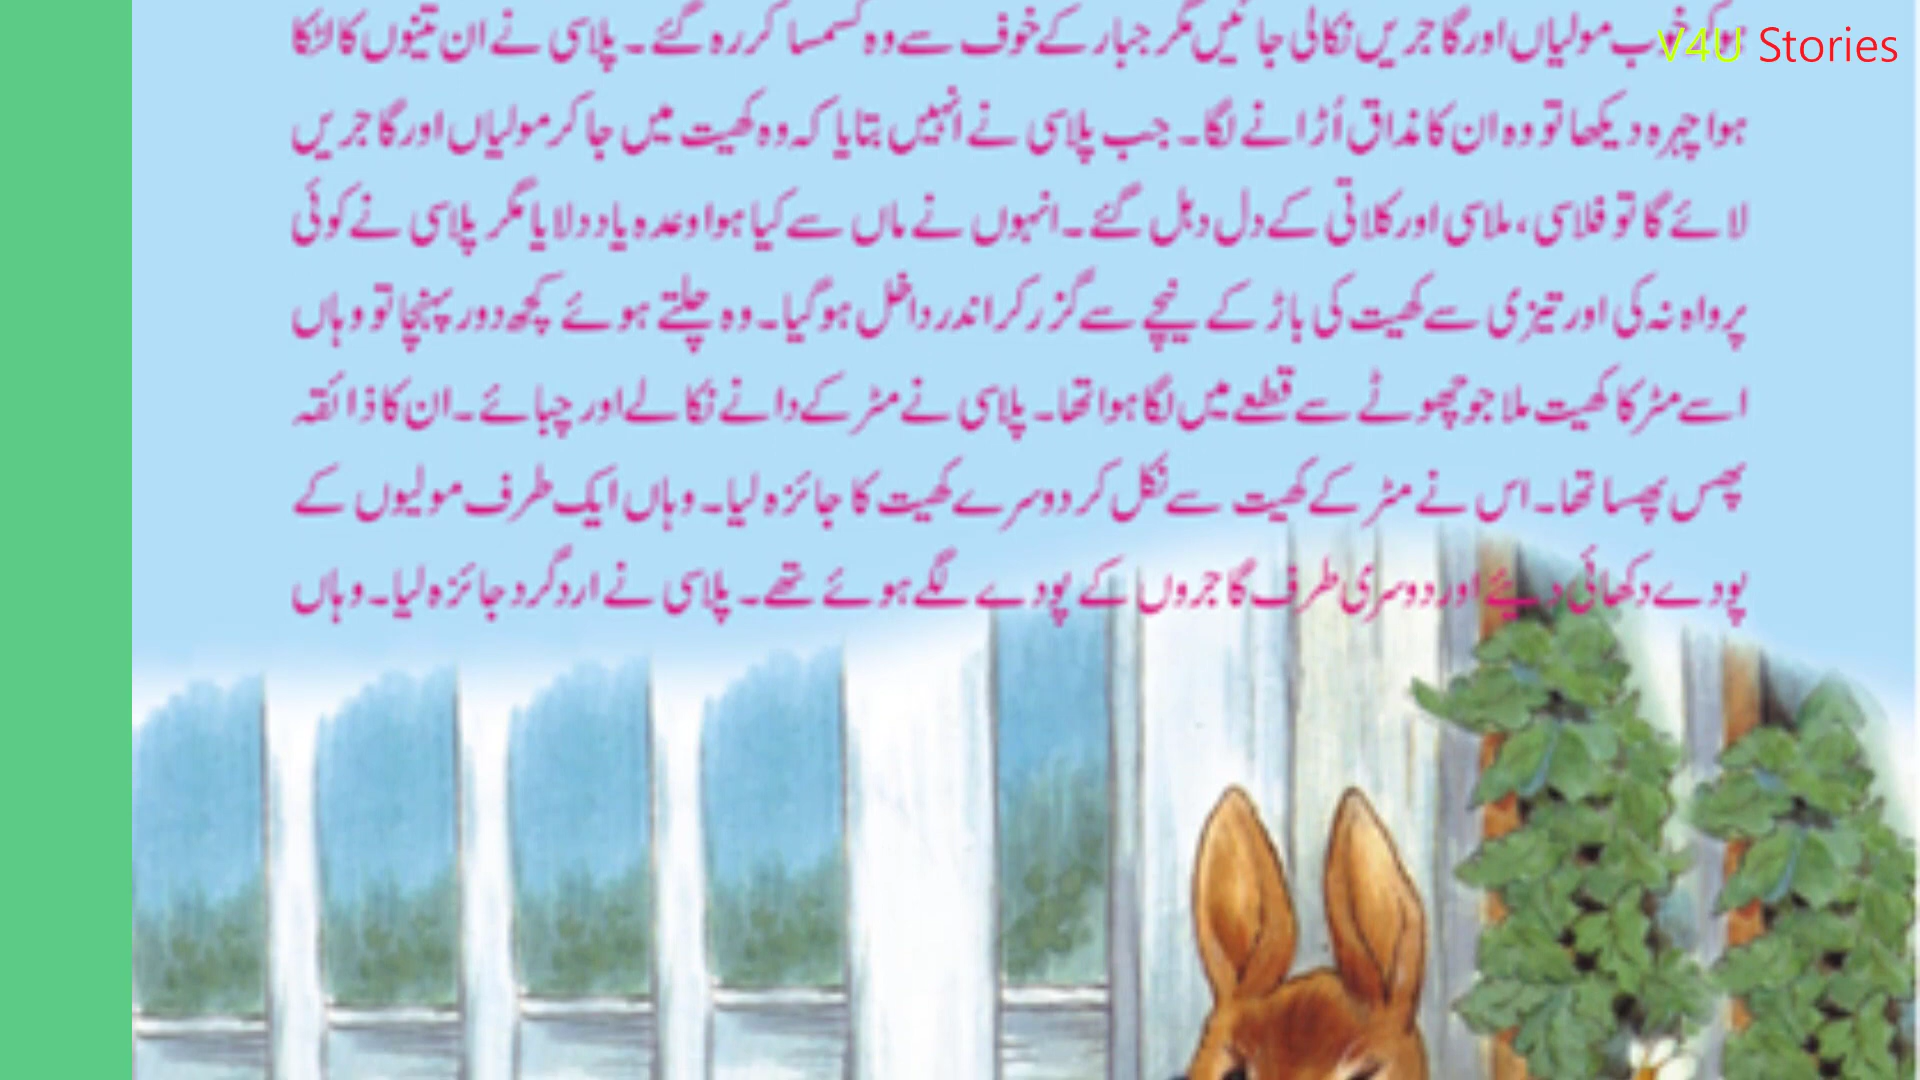 V4U Stories
خوب مولیاں اور گاجریں نکالی جائیں مگر جبار کے خوف سے وہ کسمسا کر رہ گئے۔ پلاسی نے ان تینوں کا لٹکا
ہوا چہرہ دیکھا تو وہ ان کا مذاق اُڑانے لگا۔ جب پلاسی نے انہیں بتایا کہ وہ کھیت میں جا کر مولیاں اور گاجریں
لائے گا تو فلاسی، ملاسی اور کلاتی کے دل دہل گئے۔ انہوں نے ماں سے کیا ہوا وعدہ یاد دلایا مگر پلاسی نے کوئی
پرواہ نہ کی اور تیزی سے کھیت کی باڑ کے نیچے سے گزر کر اندر داخل ہو گیا۔ وہ چلتے ہوئے کچھ دور پہنچا تو وہاں
اسے مٹر کا کھیت ملا جو چھوٹے سے قطعے میں لگا ہوا تھا۔ پلاسی نے مٹر کے دانے نکالے اور چبائے۔ ان کا ذائقہ
پھس پھسا تھا۔ اس نے مٹر کے کھیت سے نکل کر دوسرے کھیت کا جائزہ لیا۔ وہاں ایک طرف مولیوں کے
پودے دکھائی دیئے اور دوسری طرف گاجروں کے پودے لگے ہوئے تھے۔ پلاسی نے اردگرد جائزہ لیا۔ وہاں